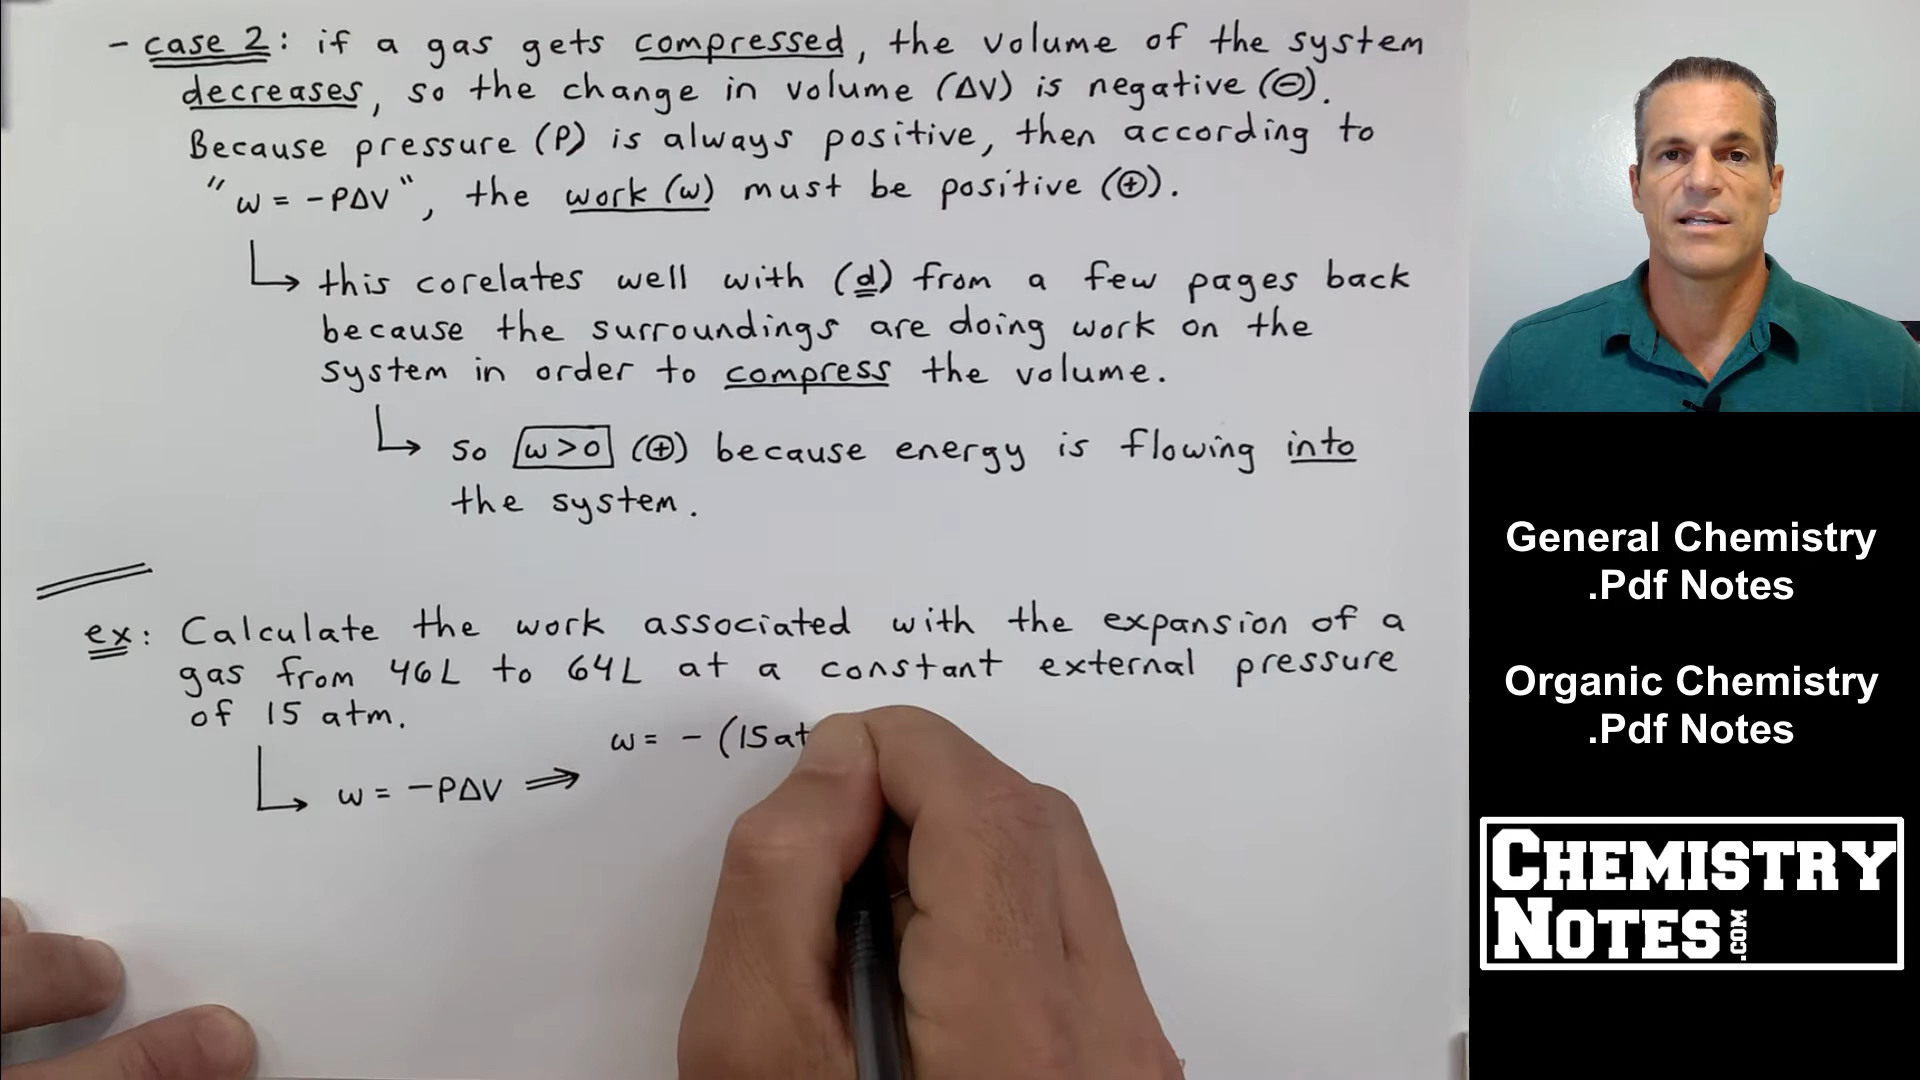 - case 2: if a gas gets compressed, the volume of the system
decreases, so the change in volume (ΔV) is negative (⊖).
Because pressure (P) is always positive, then according to
"w = -PΔV", the work (w) must be positive (⊕).
↳ this corelates well with (d) from a few pages back
because the surroundings are doing work on the
system in order to compress the volume.
↳ so w>0 (⊕) because energy is flowing into
the system.
ex: Calculate the work associated with the expansion of a
gas from 46L to 64L at a constant external pressure
of 15 atm.
w = - (15 at
↳ w = -PΔV ⇒
General Chemistry
.Pdf Notes
Organic Chemistry
.Pdf Notes
CHEMISTRY
NOTES.COM